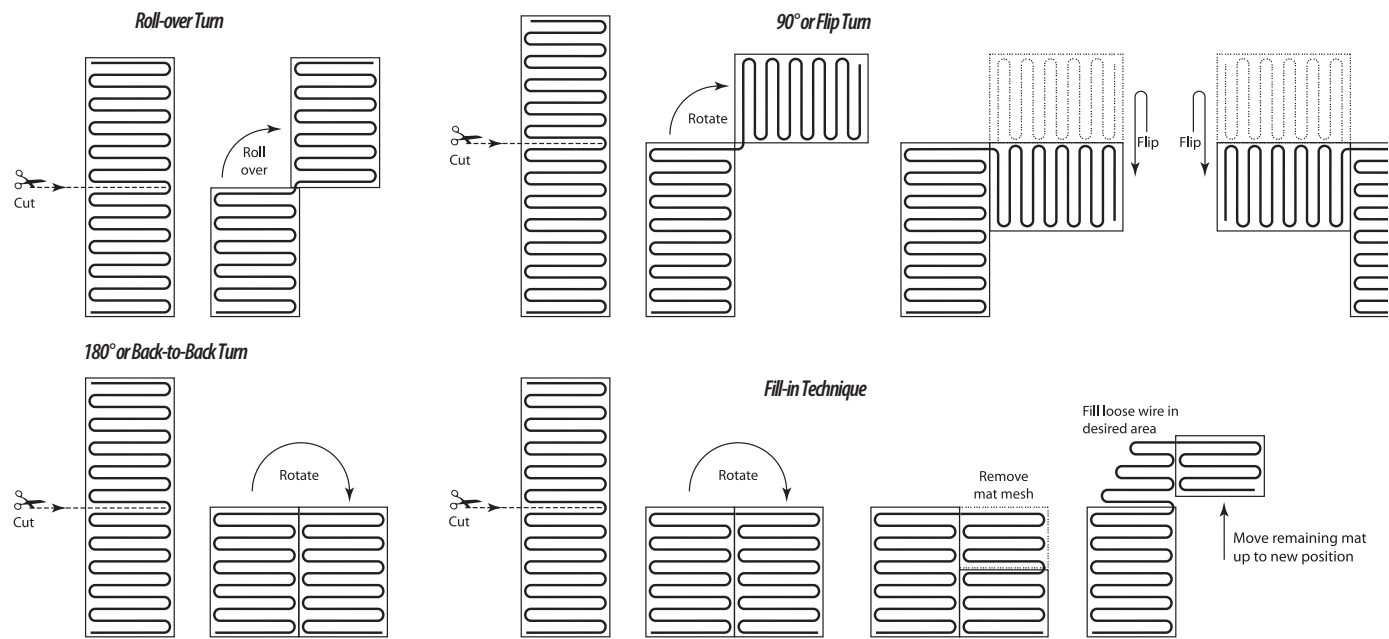 Roll-over Turn
Cut
Roll
over
90° or Flip Turn
Cut
Rotate
Flip
Flip
180° or Back-to-Back Turn
Cut
Rotate
Fill-in Technique
Cut
Rotate
Remove
mat mesh
Fill loose wire in
desired area
Move remaining mat
up to new position